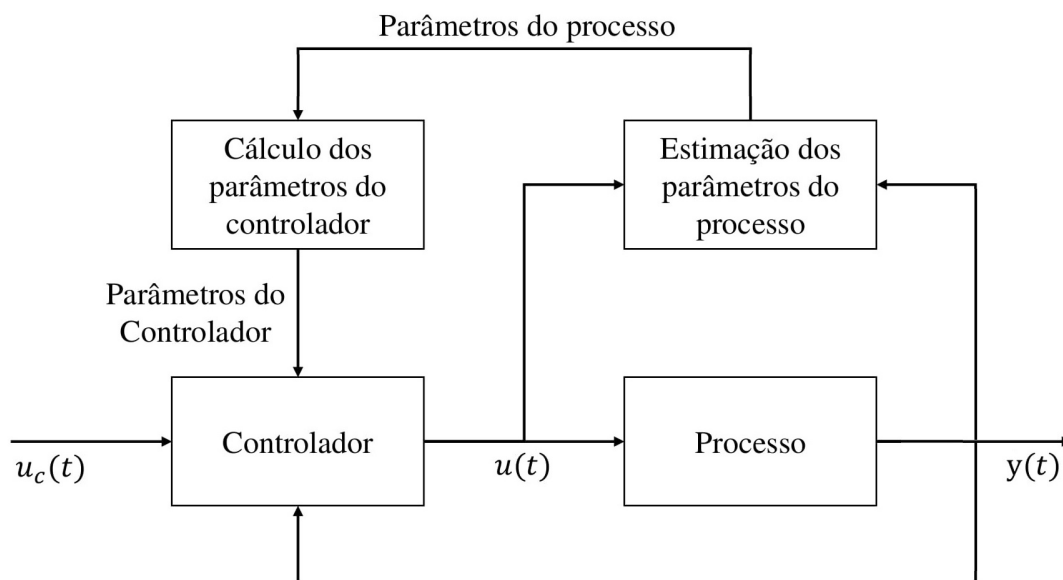 Parâmetros do processo
Cálculo dos
parâmetros do
controlador
Estimação dos
parâmetros do
processo
Parâmetros do
Controlador
Controlador
Processo
u_c(t)
u(t)
y(t)